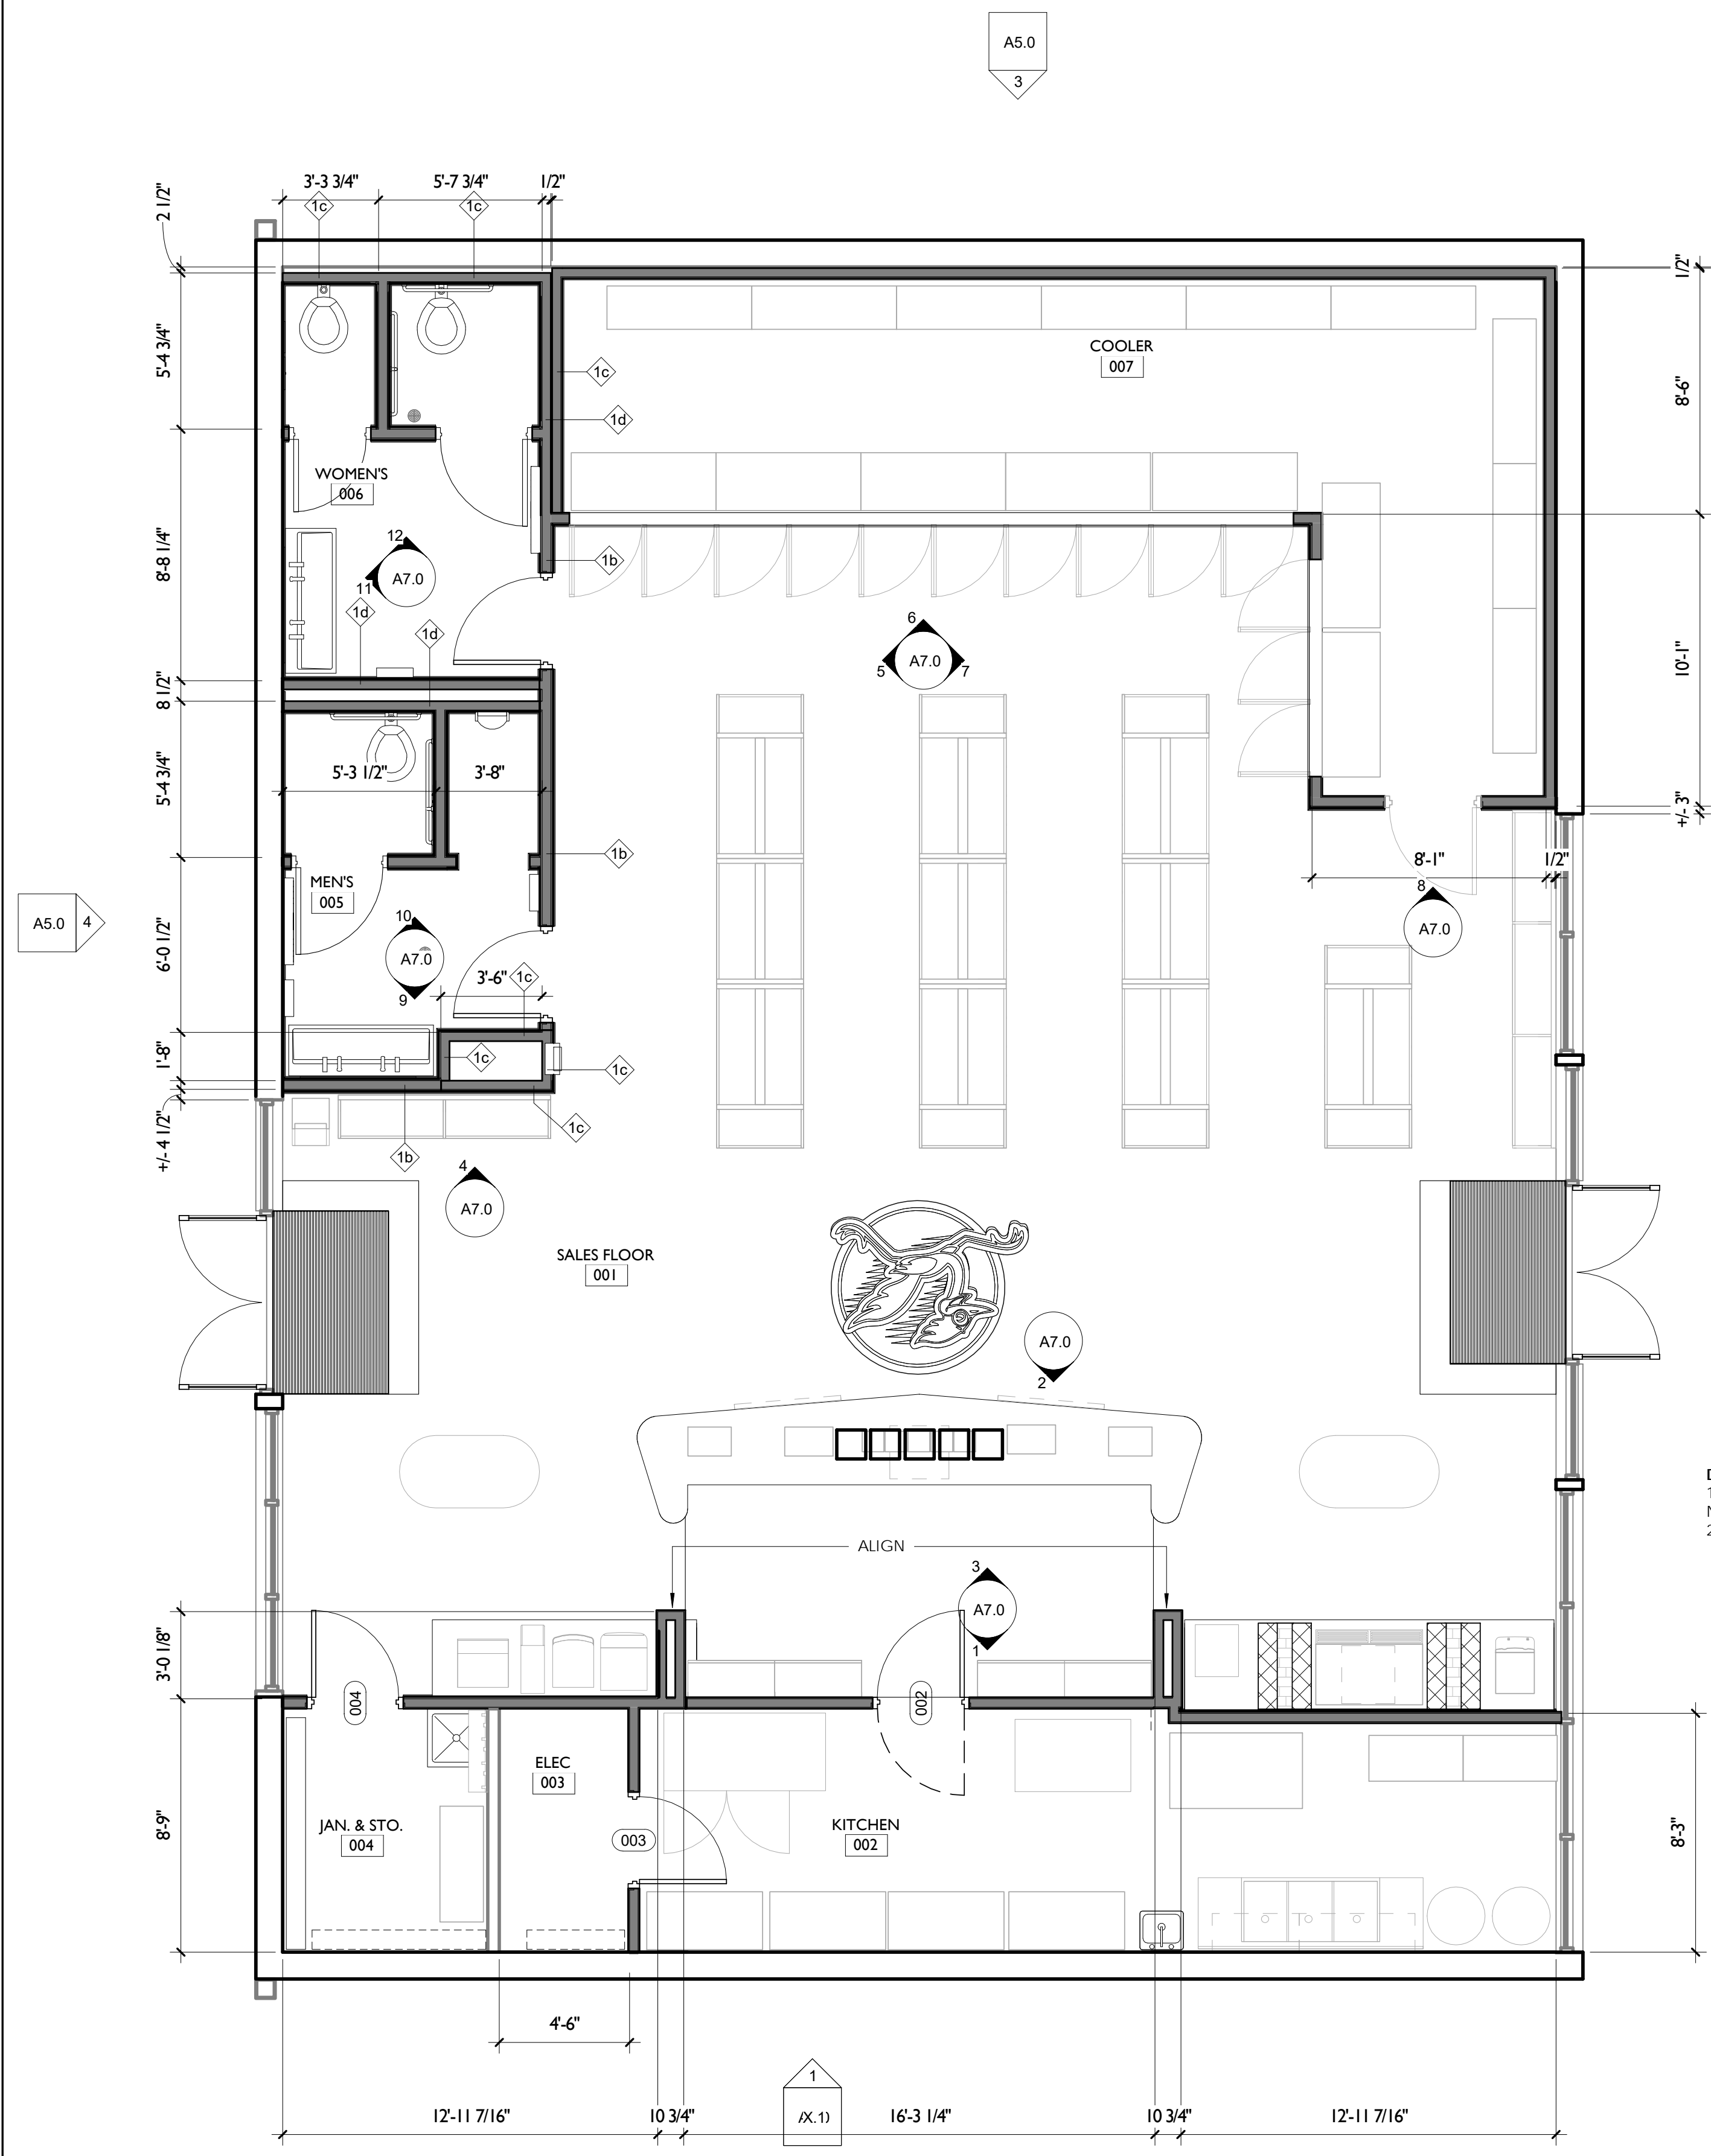 A5.0
3
3'-3 3/4"
5'-7 3/4"
1/2"
2 1/2"
1c
1c
1/2"
5'-4 3/4"
COOLER
007
1c
8'-6"
1d
WOMEN'S
006
8'-8 1/4"
12
A7.0
11
1b
1d
1d
6
5
A7.0
7
10'-1"
8 1/2"
5'-4 3/4"
5'-3 1/2"
3'-8"
+/- 3"
1b
8'-1"
1/2"
MEN'S
005
8
A7.0
A5.0
4
10
A7.0
9
6'-0 1/2"
3'-6"
1c
1'-8"
1c
1c
+/- 4 1/2"
1c
1b
4
A7.0
SALES FLOOR
001
A7.0
2
ALIGN
3
A7.0
1
3'-0 1/8"
004
002
ELEC
003
JAN. & STO.
004
003
KITCHEN
002
8'-9"
8'-3"
4'-6"
1
12'-11 7/16"
10 3/4"
16'-3 1/4"
10 3/4"
12'-11 7/16"